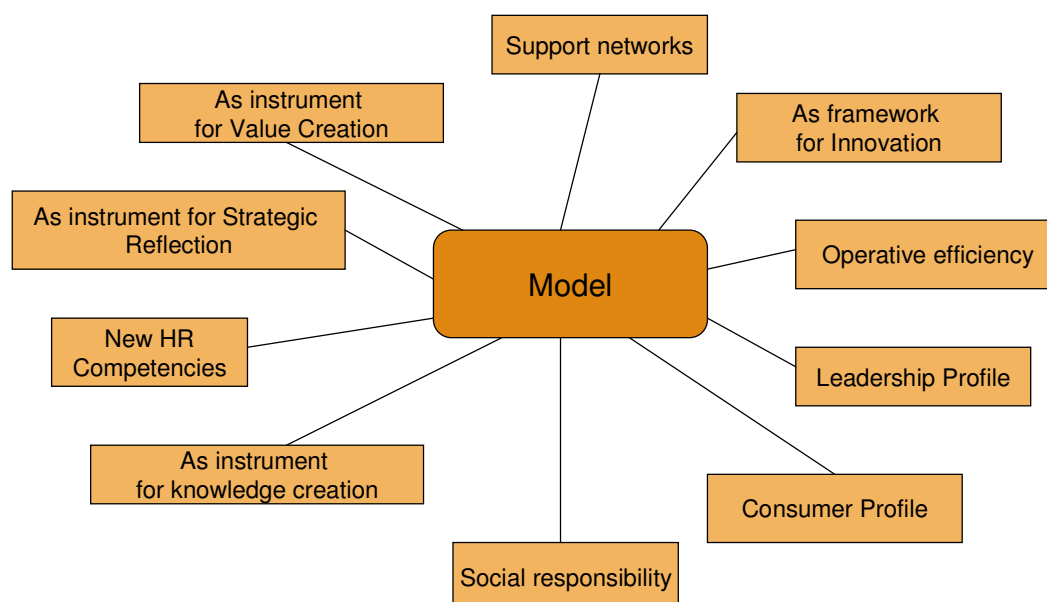 Support networks
As instrument
for Value Creation
As framework
for Innovation
As instrument for Strategic
Reflection
Operative efficiency
Model
New HR
Competencies
Leadership Profile
As instrument
for knowledge creation
Consumer Profile
Social responsibility